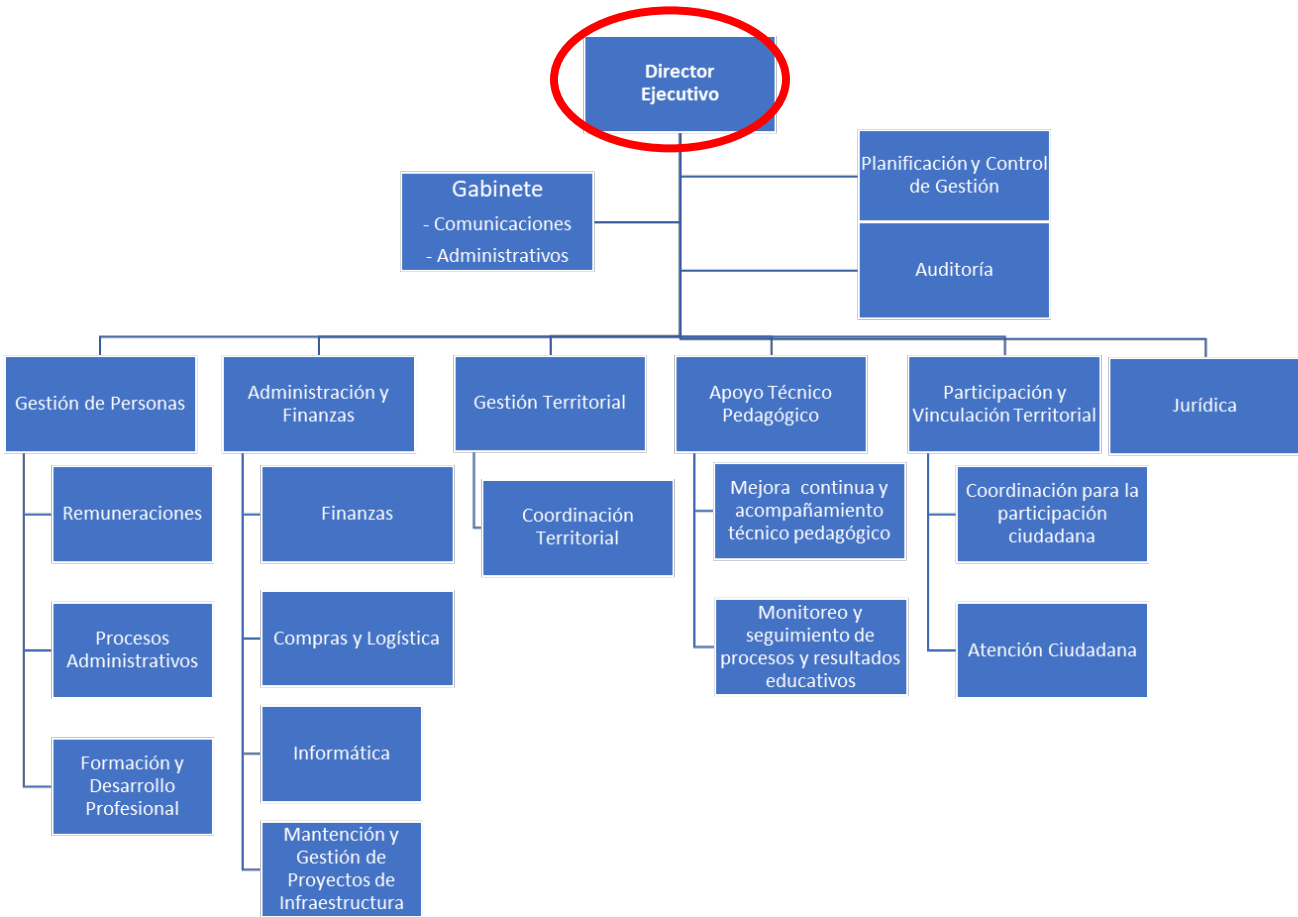 Director
Ejecutivo
Planificación y Control
de Gestión
Gabinete
- Comunicaciones
- Administrativos
Auditoría
Gestión de Personas
Administración y
Finanzas
Gestión Territorial
Apoyo Técnico
Pedagógico
Participación y
Vinculación Territorial
Jurídica
Remuneraciones
Procesos
Administrativos
Formación y
Desarrollo
Profesional
Finanzas
Compras y Logística
Informática
Mantención y
Gestión de
Proyectos de
Infraestructura
Coordinación
Territorial
Mejora continua y
acompañamiento
técnico pedagógico
Monitoreo y
seguimiento de
procesos y resultados
educativos
Coordinación para la
participación
ciudadana
Atención Ciudadana